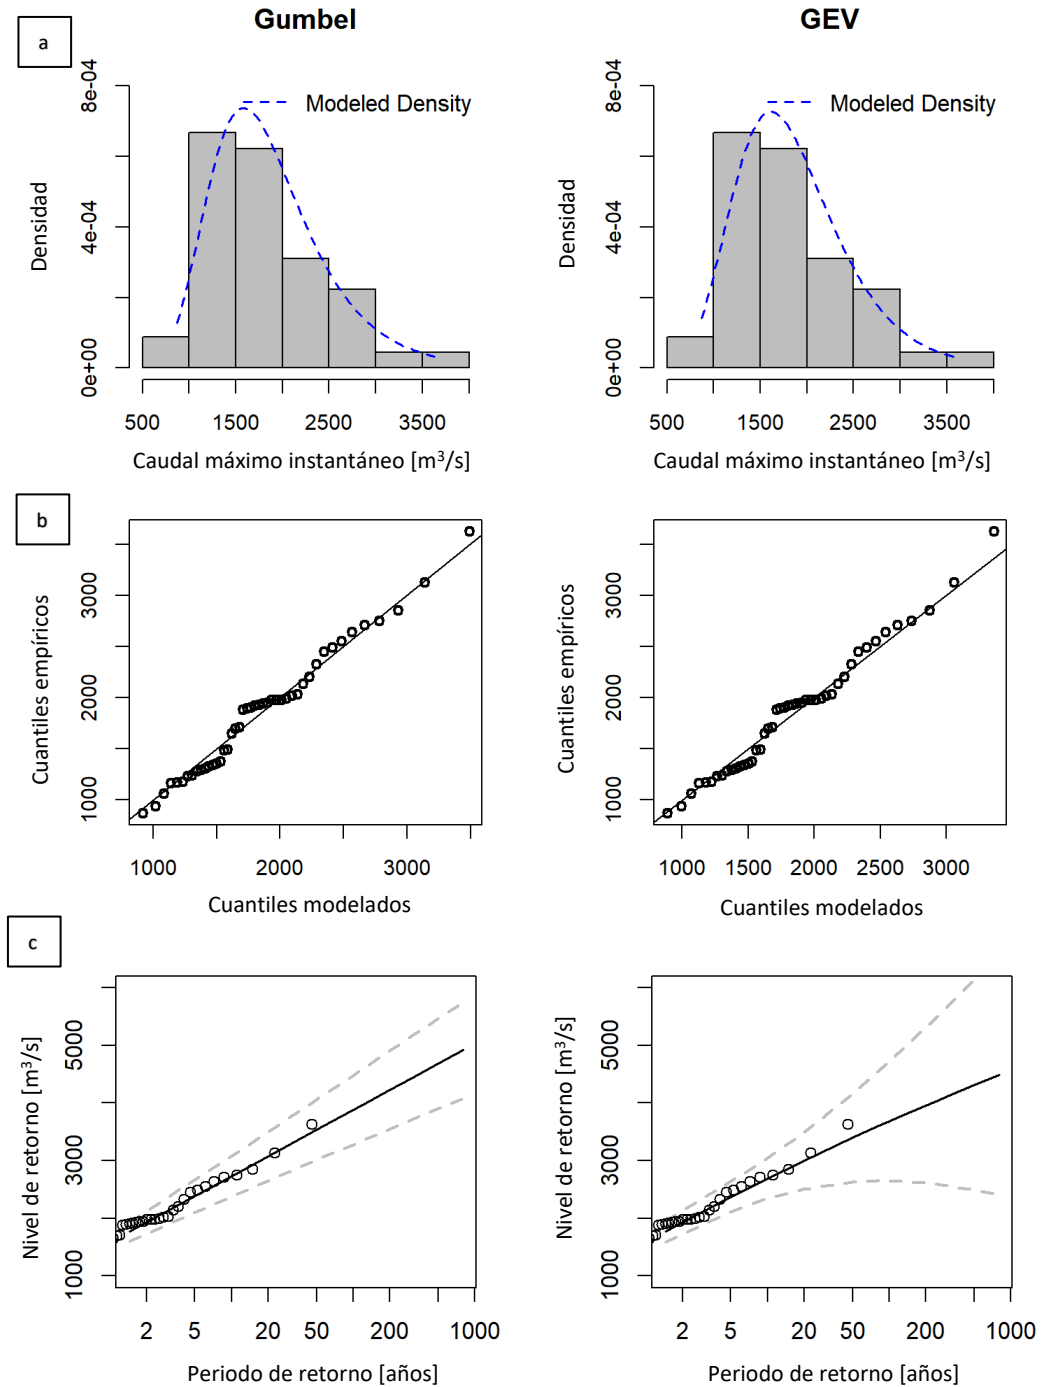 Gumbel
GEV
a
Densidad
8e-04
4e-04
0e+00
Modeled Density
500 1500 2500 3500
Caudal máximo instantáneo [m³/s]
Densidad
8e-04
4e-04
0e+00
Modeled Density
500 1500 2500 3500
Caudal máximo instantáneo [m³/s]
b
Cuantiles empíricos
3000
2000
1000
1000 2000 3000
Cuantiles modelados
Cuantiles empíricos
3000
2000
1000
1000 1500 2000 2500 3000
Cuantiles modelados
c
Nivel de retorno [m³/s]
5000
3000
1000
2 5 20 50 200 1000
Periodo de retorno [años]
Nivel de retorno [m³/s]
5000
3000
1000
2 5 20 50 200 1000
Periodo de retorno [años]